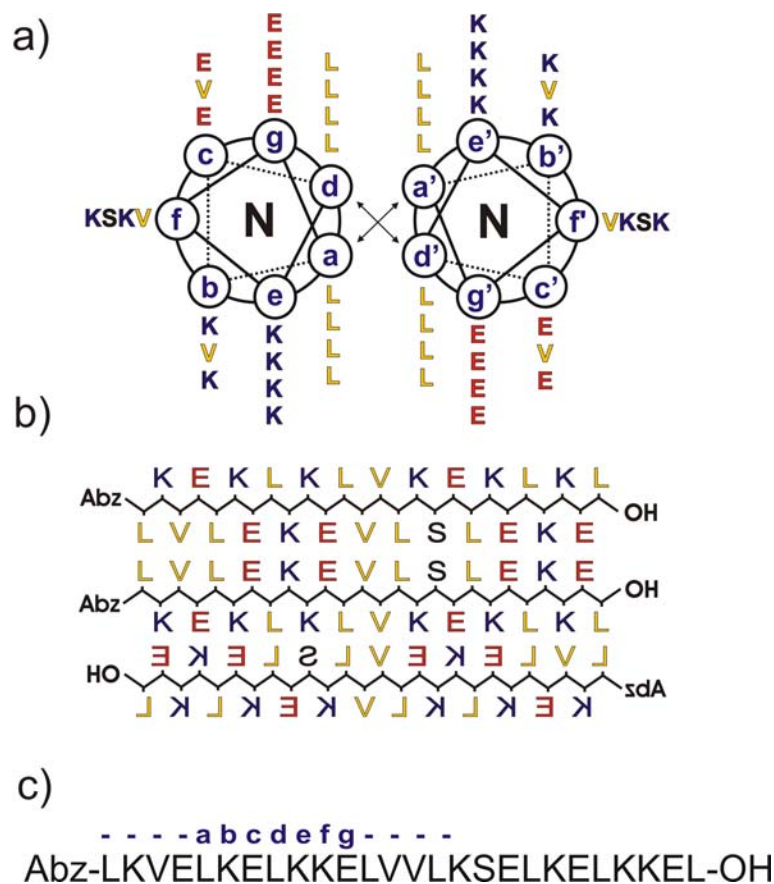 a)
E V E
E E E E
L L L L
L L L L
K K K K
K V K
c g d
e' b' a'
KSKV f N a b e
N f' VKSK d' g' c'
K V K
K K K K
L L L L
L L L L
E E E E
E V E
b)
K E K L K L V K E K L K L
Abz OH
L V L E K E V L S L E K E
L V L E K E V L S L E K E
Abz OH
K E K L K L V K E K L K L
E K E L S L V E K E L V L
HO Abz
L K L K E K V L K L K E K
c)
- - - - a b c d e f g - - - -
Abz-LKVELKELKKELVVLKSELKELKKEL-OH